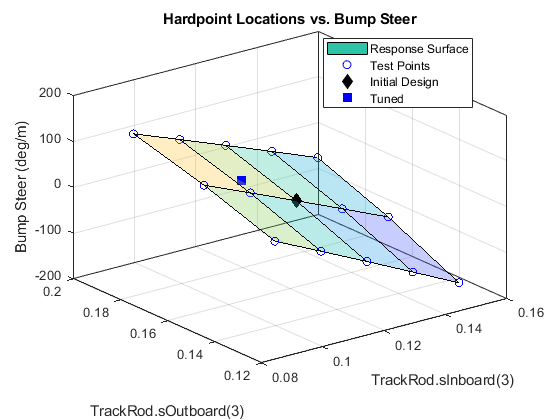 Hardpoint Locations vs. Bump Steer
Response Surface
Test Points
Initial Design
Tuned
Bump Steer (deg/m)
200
100
0
-100
-200
0.2
0.18
0.16
0.14
0.12
0.08
0.1
0.12
0.14
0.16
TrackRod.sOutboard(3)
TrackRod.sInboard(3)